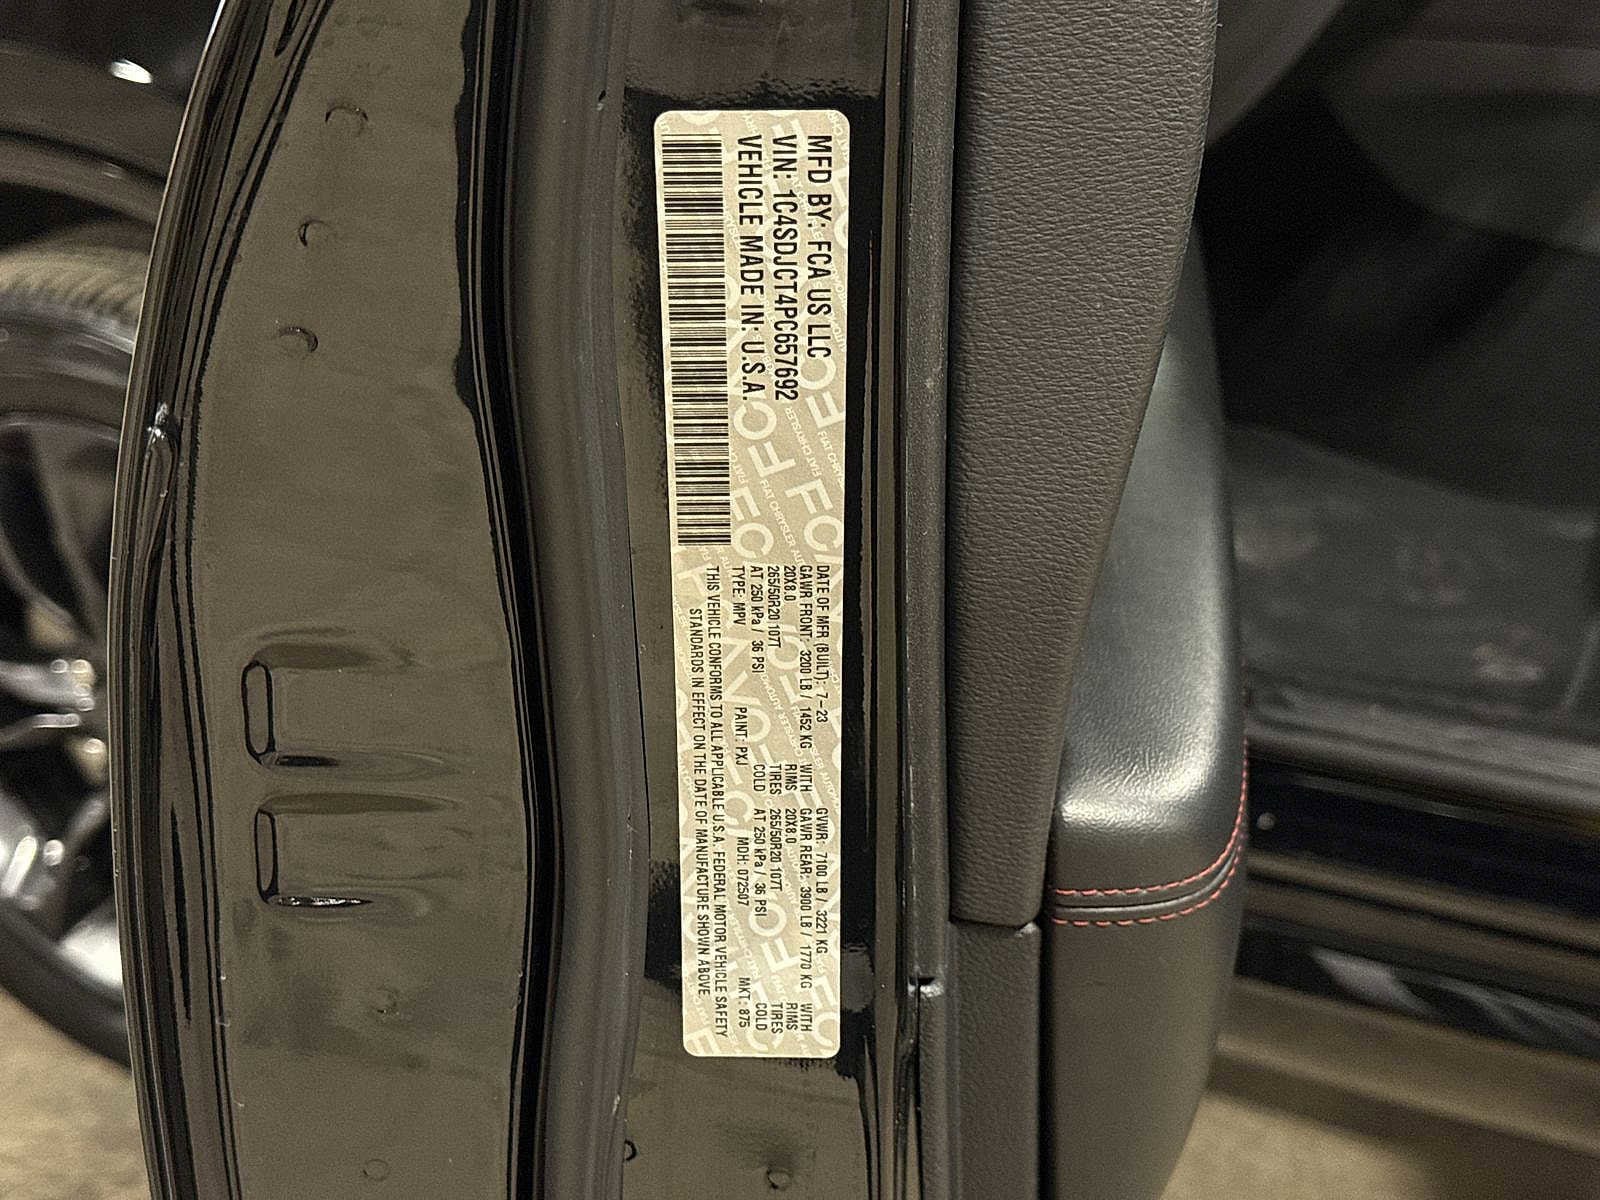 MFD BY: FCA US LLC
VIN: 1C4SDJCT4PC657692
VEHICLE MADE IN: U.S.A.
DATE OF MFR (BUILT): 7-23 GVWR: 7100 LB / 3221 KG
GAWR FRONT: 3200 LB / 1452 KG WITH GAWR REAR: 3900 LB / 1770 KG WITH
20X8.0 RIMS 20X8.0 RIMS
265/50R20 107T TIRES 265/50R20 107T TIRES
AT 250 kPa / 36 PSI COLD AT 250 kPa / 36 PSI COLD
TYPE: MPV PAINT: PXJ MDH: 072507 MKT: 875
THIS VEHICLE CONFORMS TO ALL APPLICABLE U.S.A. FEDERAL MOTOR VEHICLE SAFETY
STANDARDS IN EFFECT ON THE DATE OF MANUFACTURE SHOWN ABOVE